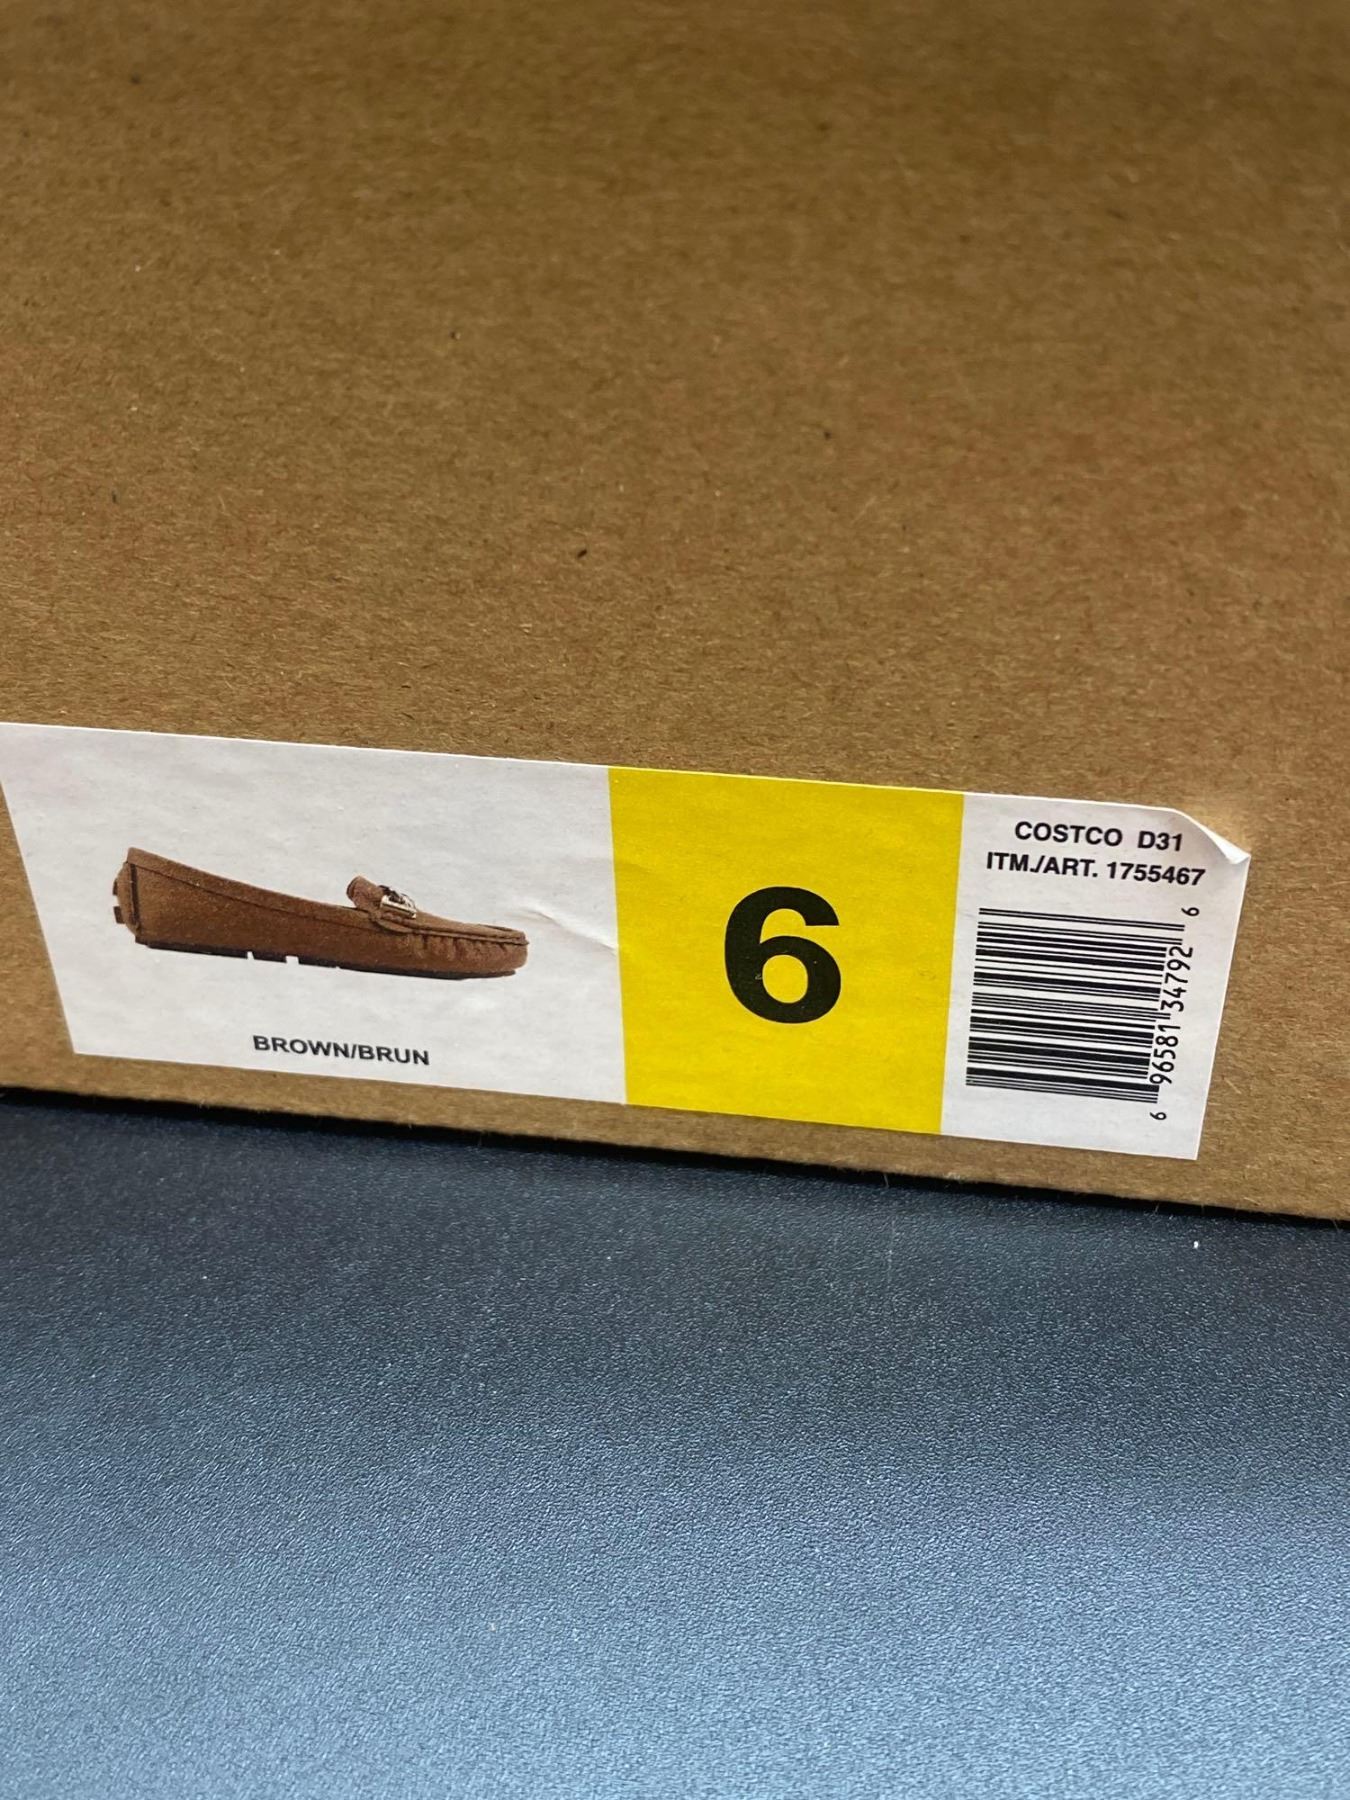 BROWN/BRUN
6
COSTCO D31
ITM./ART. 1755467
6 96581 34792 6